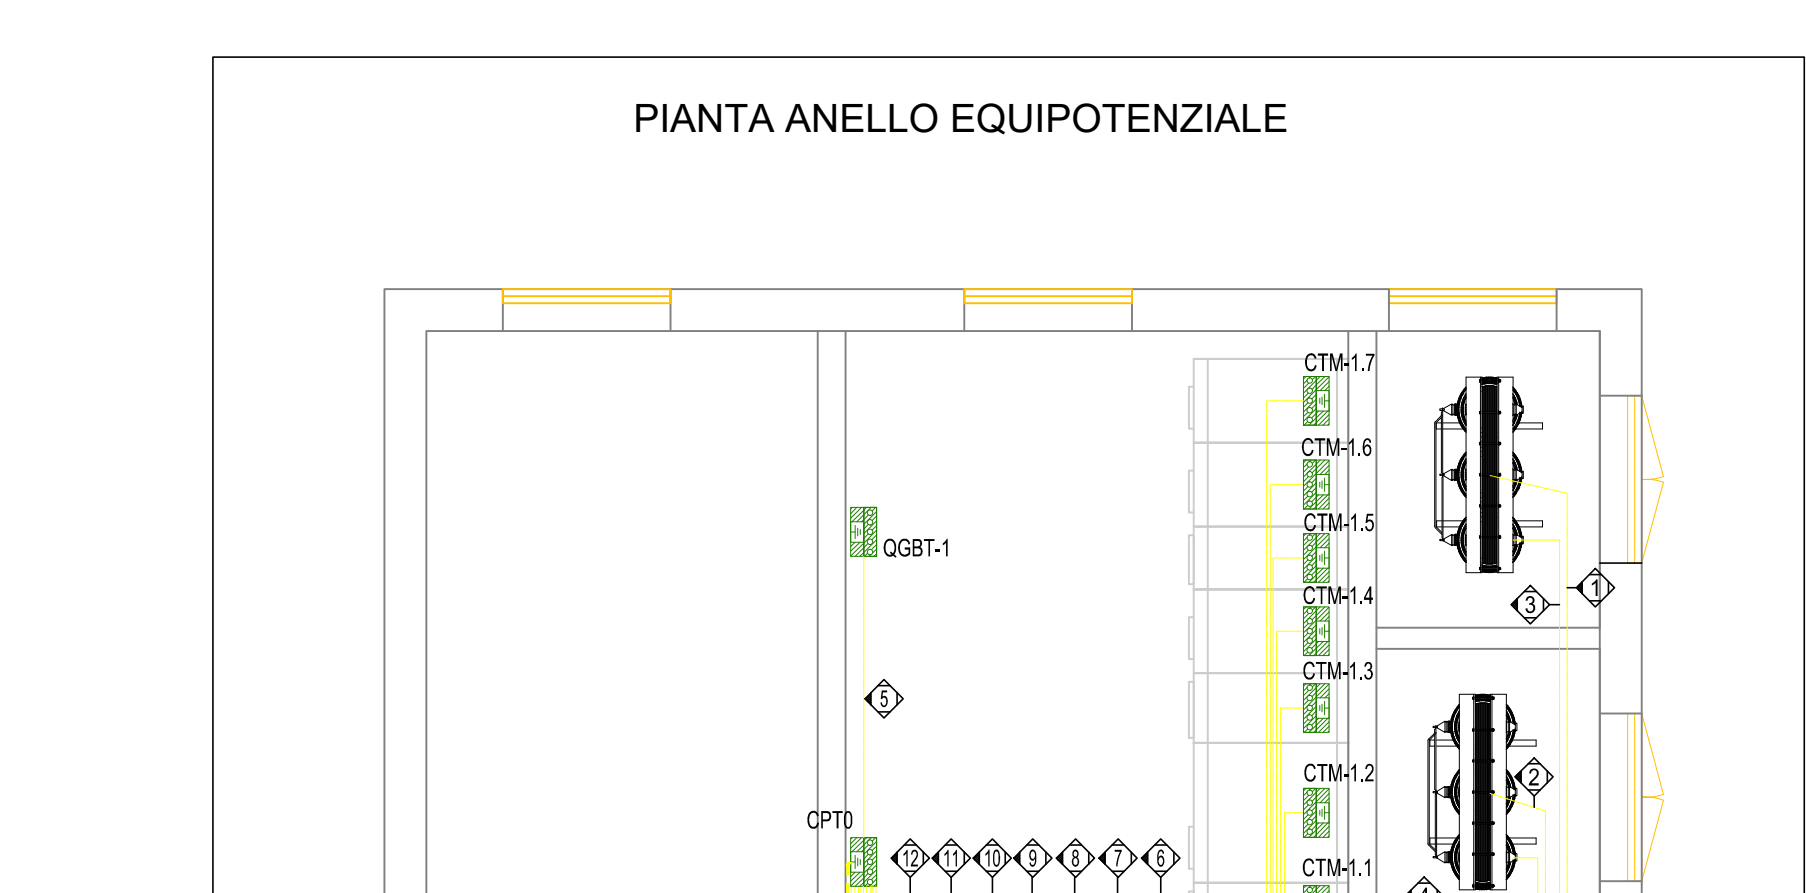 PIANTA ANELLO EQUIPOTENZIALE
CTM-1.7
CTM-1.6
CTM-1.5
QGBT-1
CTM-1.4
1
3
CTM-1.3
5
CTM-1.2
2
CPT0
12 11 10 9 8 7 6
CTM-1.1
4